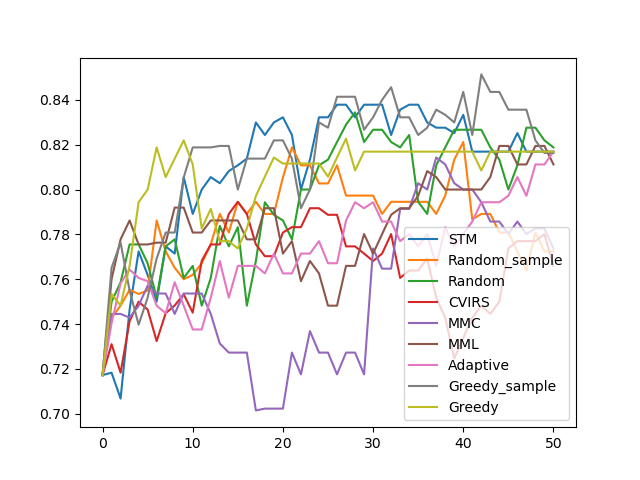 0.84
0.82
0.80
0.78
0.76
0.74
0.72
0.70
0 10 20 30 40 50
STM
Random_sample
Random
CVIRS
MMC
MML
Adaptive
Greedy_sample
Greedy